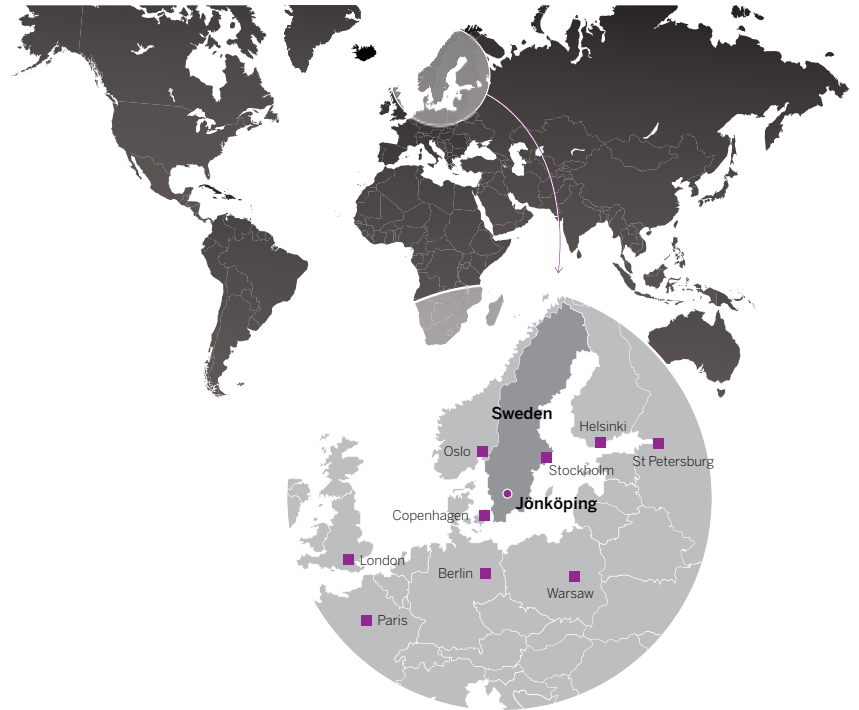 Sweden
Helsinki
Oslo
St Petersburg
Stockholm
Jönköping
Copenhagen
London
Berlin
Warsaw
Paris